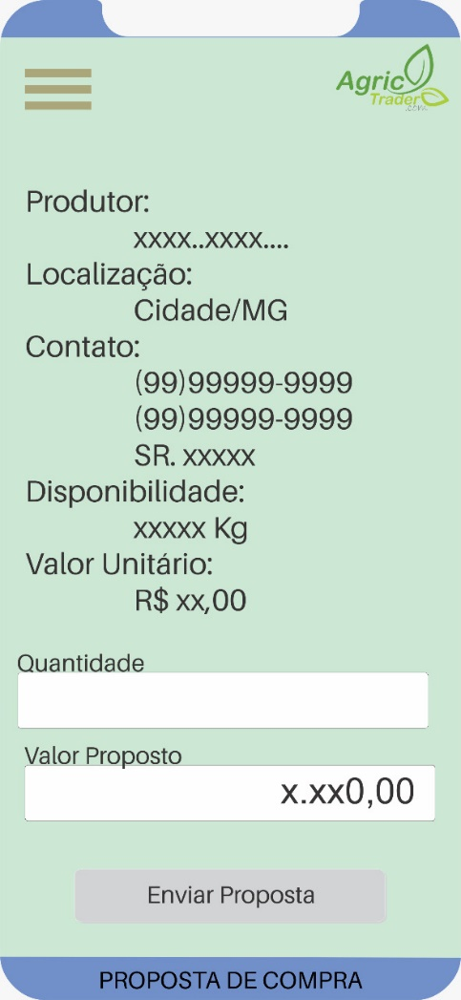 Agric
Trader
.com
Produtor:
xxxx..xxxx....
Localização:
Cidade/MG
Contato:
(99)99999-9999
(99)99999-9999
SR. xxxxx
Disponibilidade:
xxxxx Kg
Valor Unitário:
R$ xx,00
Quantidade
Valor Proposto
x.xx0,00
Enviar Proposta
PROPOSTA DE COMPRA